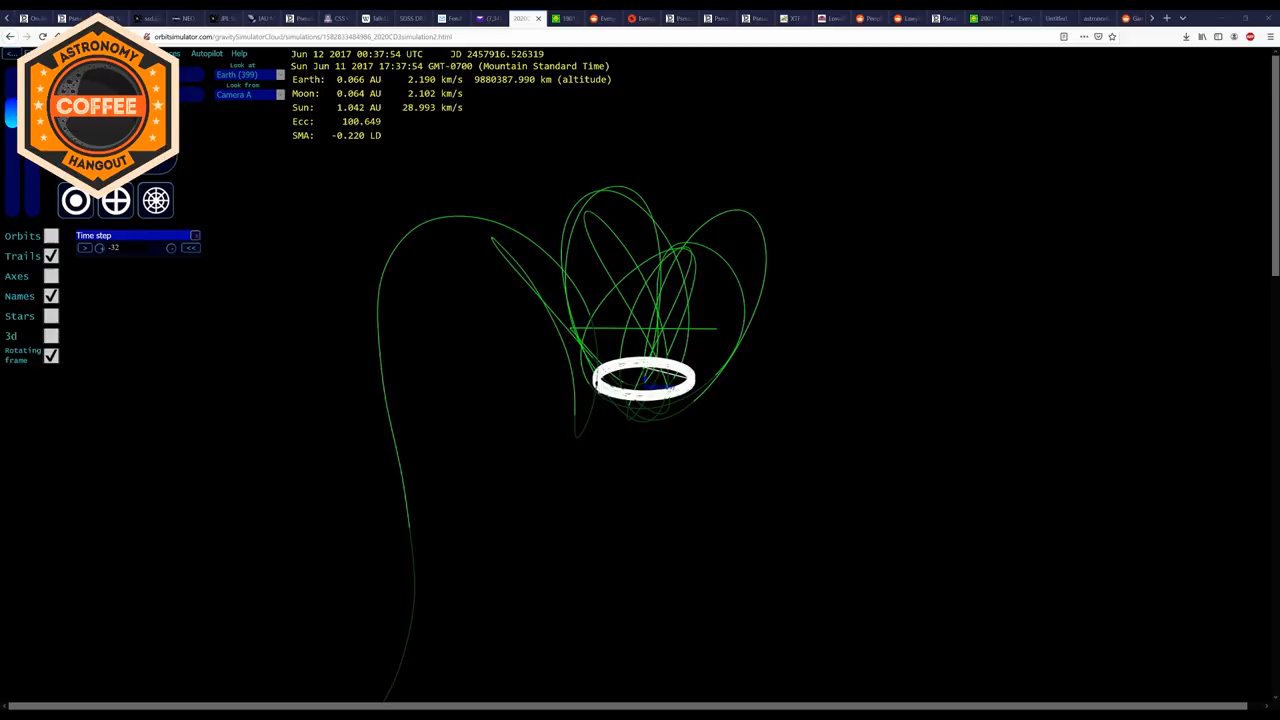 orbitsimulator.com/gravitySimulatorCloud/simulations/1582833484986_2020CD3simulation2.html
Autopilot Help
Look at
Earth (399)
Look from
Camera A
Jun 12 2017 00:37:54 UTC JD 2457916.526319
Sun Jun 11 2017 17:37:54 GMT-0700 (Mountain Standard Time)
Earth: 0.066 AU 2.190 km/s 9880387.990 km (altitude)
Moon: 0.064 AU 2.102 km/s
Sun: 1.042 AU 28.993 km/s
Ecc: 100.649
SMA: -0.220 LD
ASTRONOMY
COFFEE
HANGOUT
Time step
> -32 <<
Orbits
Trails
Axes
Names
Stars
3d
Rotating
frame